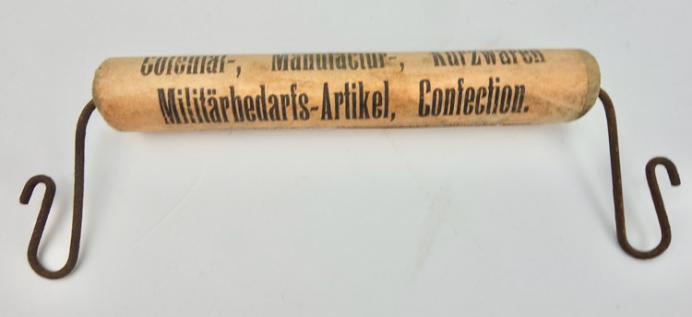 Colonial-, Manufactur-, Kurzwaren
Militärbedarfs-Artikel, Confection.